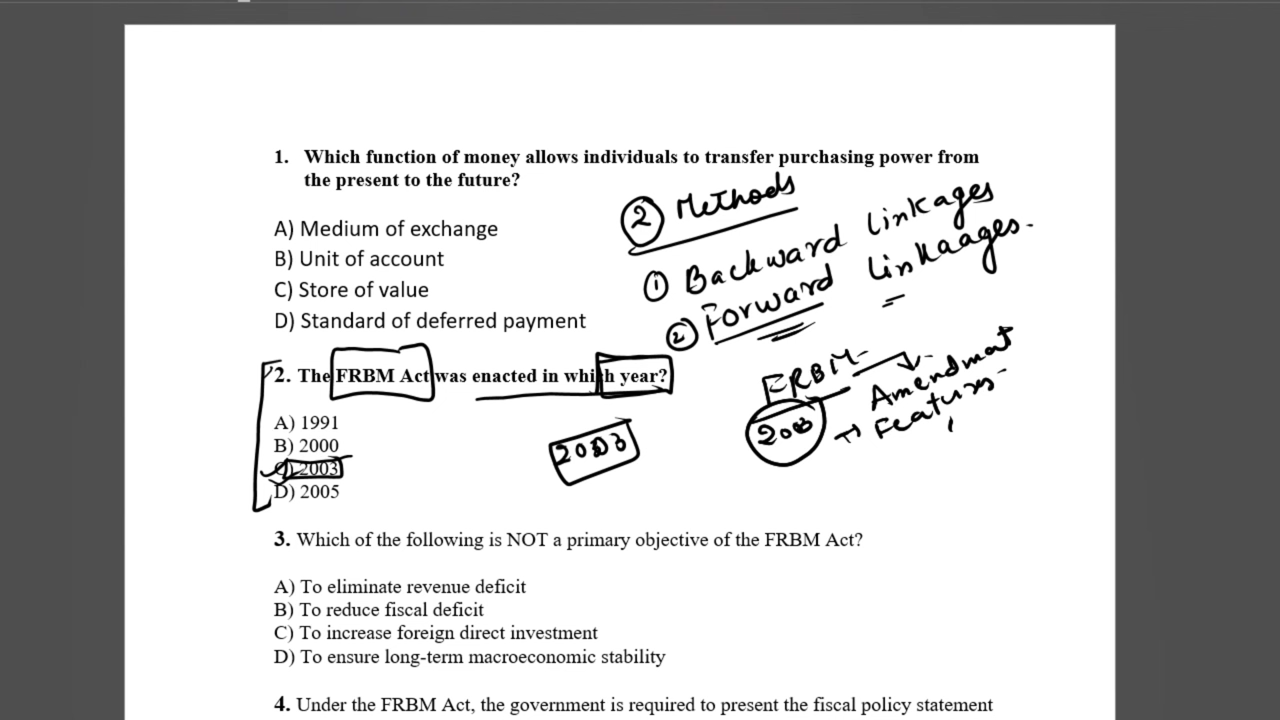 1. Which function of money allows individuals to transfer purchasing power from
the present to the future?
A) Medium of exchange
B) Unit of account
C) Store of value
D) Standard of deferred payment
② Methods
① Backward linkages
② Forward linkaages.
2. The FRBM Act was enacted in which year?
A) 1991
B) 2000
C) 2003
D) 2005
2003
FRBM
Amendmat
2003
→ Features
3. Which of the following is NOT a primary objective of the FRBM Act?
A) To eliminate revenue deficit
B) To reduce fiscal deficit
C) To increase foreign direct investment
D) To ensure long-term macroeconomic stability
4. Under the FRBM Act, the government is required to present the fiscal policy statement